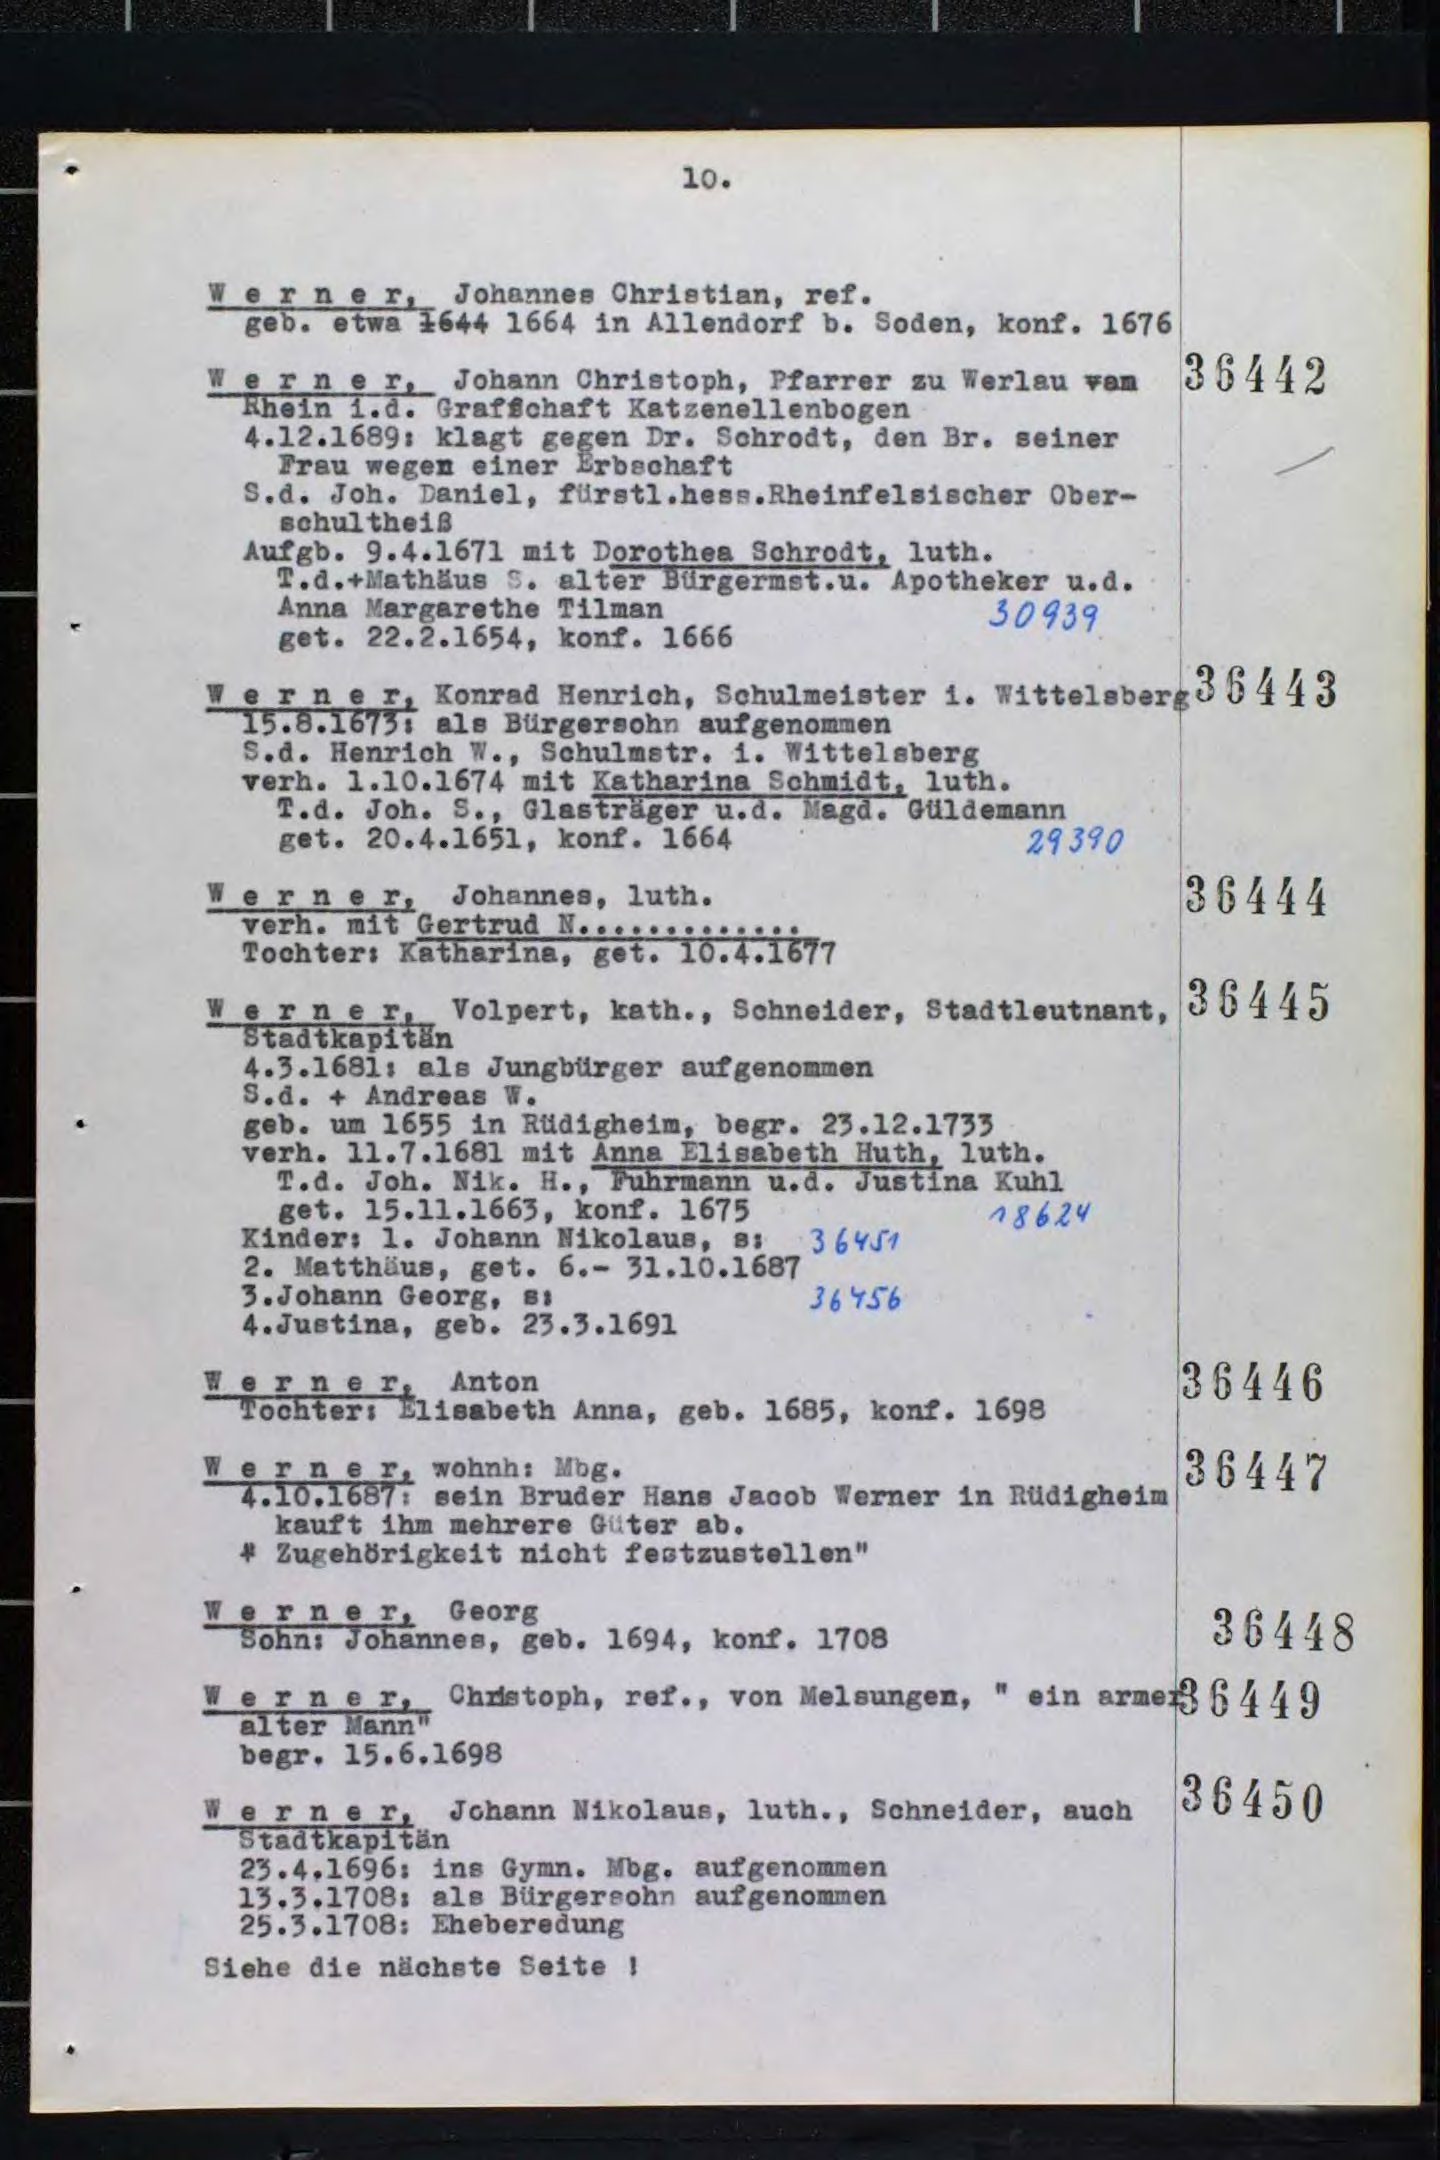 10.
W e r n e r, Johannes Christian, ref.
geb. etwa 1644 1664 in Allendorf b. Soden, konf. 1676
W e r n e r, Johann Christoph, Pfarrer zu Werlau am 36442
Rhein i.d. Grafschaft Katzenellenbogen
4.12.1689: klagt gegen Dr. Schrodt, den Br. seiner
Frau wegen einer Erbschaft
S.d. Joh. Daniel, fürstl.hess.Rheinfelsischer Ober-
schultheiß
Aufgb. 9.4.1671 mit Dorothea Schrodt, luth.
T.d.+Mathäus S. alter Bürgermst.u. Apotheker u.d.
Anna Margarethe Tilman 30939
get. 22.2.1654, konf. 1666
W e r n e r, Konrad Henrich, Schulmeister i. Wittelsberg 36443
15.8.1673: als Bürgersohn aufgenommen
S.d. Henrich W., Schulmstr. i. Wittelsberg
verh. 1.10.1674 mit Katharina Schmidt, luth.
T.d. Joh. S., Glasträger u.d. Magd. Güldemann
get. 20.4.1651, konf. 1664 29390
W e r n e r, Johannes, luth. 36444
verh. mit Gertrud N.............
Tochter: Katharina, get. 10.4.1677
W e r n e r, Volpert, kath., Schneider, Stadtleutnant, 36445
Stadtkapitän
4.3.1681: als Jungbürger aufgenommen
S.d. + Andreas W.
geb. um 1655 in Rüdigheim, begr. 23.12.1733
verh. 11.7.1681 mit Anna Elisabeth Huth, luth.
T.d. Joh. Nik. H., Fuhrmann u.d. Justina Kuhl
get. 15.11.1663, konf. 1675 18624
Kinder: 1. Johann Nikolaus, s: 36451
2. Matthäus, get. 6.- 31.10.1687
3.Johann Georg, s: 36456
4.Justina, geb. 23.3.1691
W e r n e r, Anton 36446
Tochter: Elisabeth Anna, geb. 1685, konf. 1698
W e r n e r, wohnh: Mbg. 36447
4.10.1687: sein Bruder Hans Jacob Werner in Rüdigheim
kauft ihm mehrere Güter ab.
" Zugehörigkeit nicht festzustellen"
W e r n e r, Georg 36448
Sohn: Johannes, geb. 1694, konf. 1708
W e r n e r, Christoph, ref., von Melsungen, " ein armer 36449
alter Mann"
begr. 15.6.1698
W e r n e r, Johann Nikolaus, luth., Schneider, auch 36450
Stadtkapitän
23.4.1696: ins Gymn. Mbg. aufgenommen
13.3.1708: als Bürgersohn aufgenommen
25.3.1708: Eheberedung
Siehe die nächste Seite !